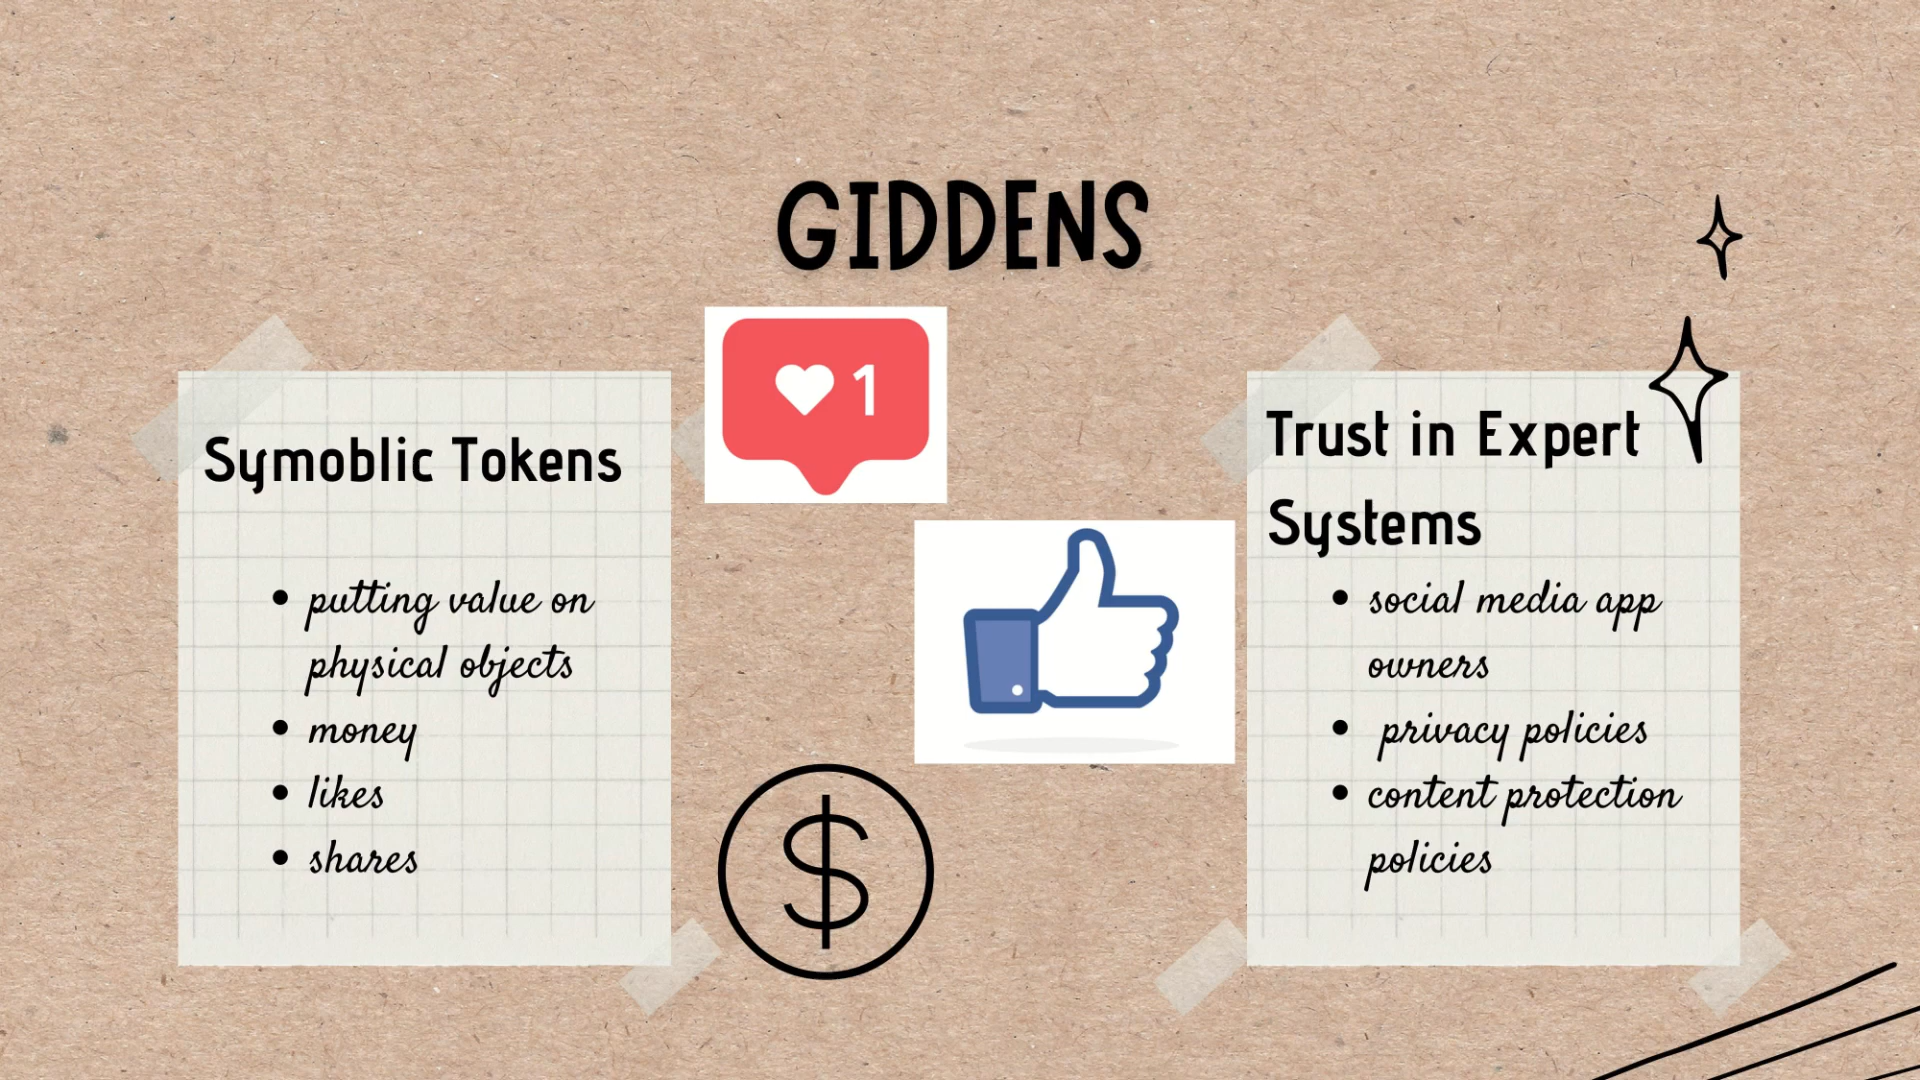 GIDDENS
Symoblic Tokens
• putting value on
physical objects
• money
• likes
• shares
1
$
Trust in Expert
Systems
• social media app
owners
• privacy policies
• content protection
policies